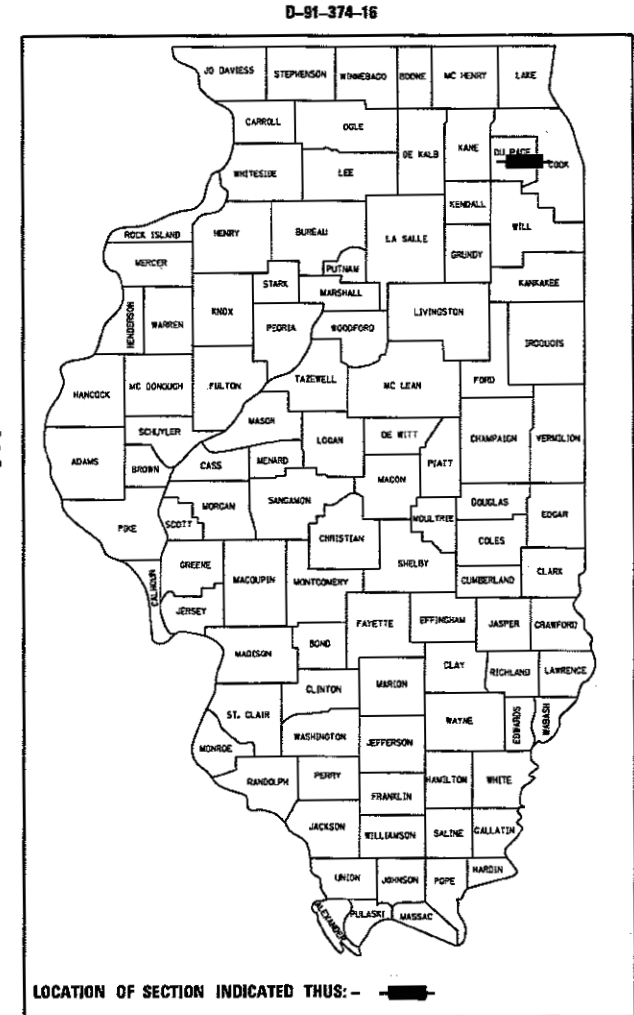 D-91-374-16
JO DAVIESS STEPHENSON WINNEBAGO BOONE MC HENRY LAKE
CARROLL OGLE DE KALB KANE DU PAGE COOK
WHITESIDE LEE
KENDALL
ROCK ISLAND HENRY BUREAU LA SALLE GRUNDY WILL
MERCER PUTNAM
STARK MARSHALL KANKAKEE
HENDERSON WARREN KNOX PEORIA WOODFORD LIVINGSTON IROQUOIS
HANCOCK MC DONOUGH FULTON TAZEWELL MC LEAN FORD
SCHUYLER MASON
LOGAN DE WITT CHAMPAIGN VERMILION
ADAMS BROWN CASS MENARD PIATT
MACON
PIKE SCOTT MORGAN SANGAMON MOULTRIE DOUGLAS EDGAR
CHRISTIAN COLES
CALHOUN GREENE MACOUPIN MONTGOMERY SHELBY CUMBERLAND CLARK
JERSEY
FAYETTE EFFINGHAM JASPER CRAWFORD
MADISON BOND
CLAY RICHLAND LAWRENCE
CLINTON MARION
ST. CLAIR WAYNE EDWARDS WABASH
MONROE WASHINGTON JEFFERSON
RANDOLPH PERRY HAMILTON WHITE
FRANKLIN
JACKSON WILLIAMSON SALINE GALLATIN
UNION JOHNSON POPE HARDIN
ALEXANDER PULASKI MASSAC
LOCATION OF SECTION INDICATED THUS: -